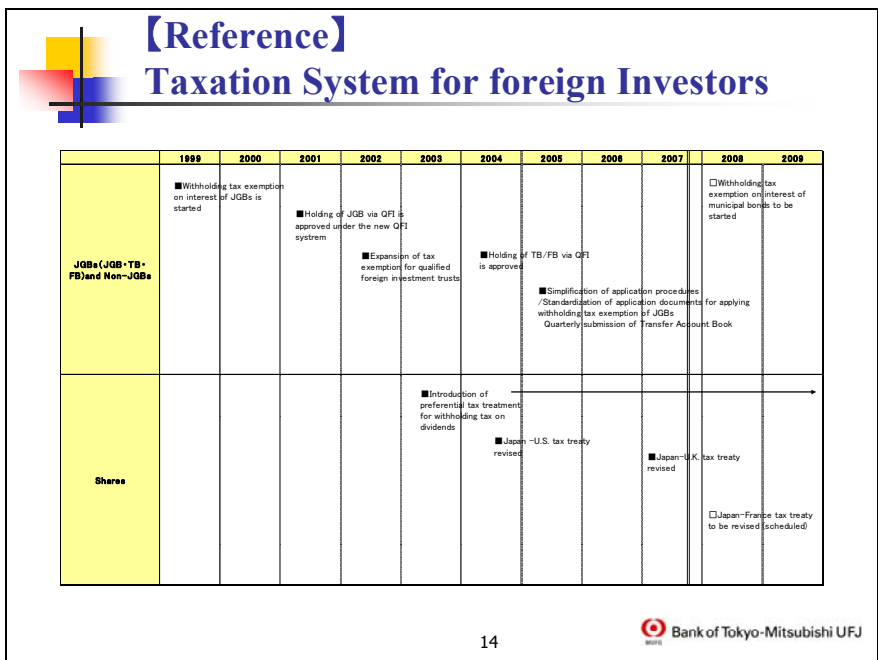 【Reference】
Taxation System for foreign Investors
1999 2000 2001 2002 2003 2004 2005 2006 2007 2008 2009
JGBs(JGB・TB・
FB)and Non-JGBs
■Withholding tax exemption
on interest of JGBs is
started
■Holding of JGB via QFI is
approved under the new QFI
systrem
■Expansion of tax
exemption for qualified
foreign investment trusts
■Holding of TB/FB via QFI
is approved
■Simplification of application procedures
/Standardization of application documents for applying
withholding tax exemption of JGBs
Quarterly submission of Transfer Account Book
□Withholding tax
exemption on interest of
municipal bonds to be
started
Shares
■Introduction of
preferential tax treatment
for withholding tax on
dividends
■Japan-U.S. tax treaty
revised
■Japan-U.K. tax treaty
revised
□Japan-France tax treaty
to be revised (scheduled)
14
MUFG
Bank of Tokyo-Mitsubishi UFJ